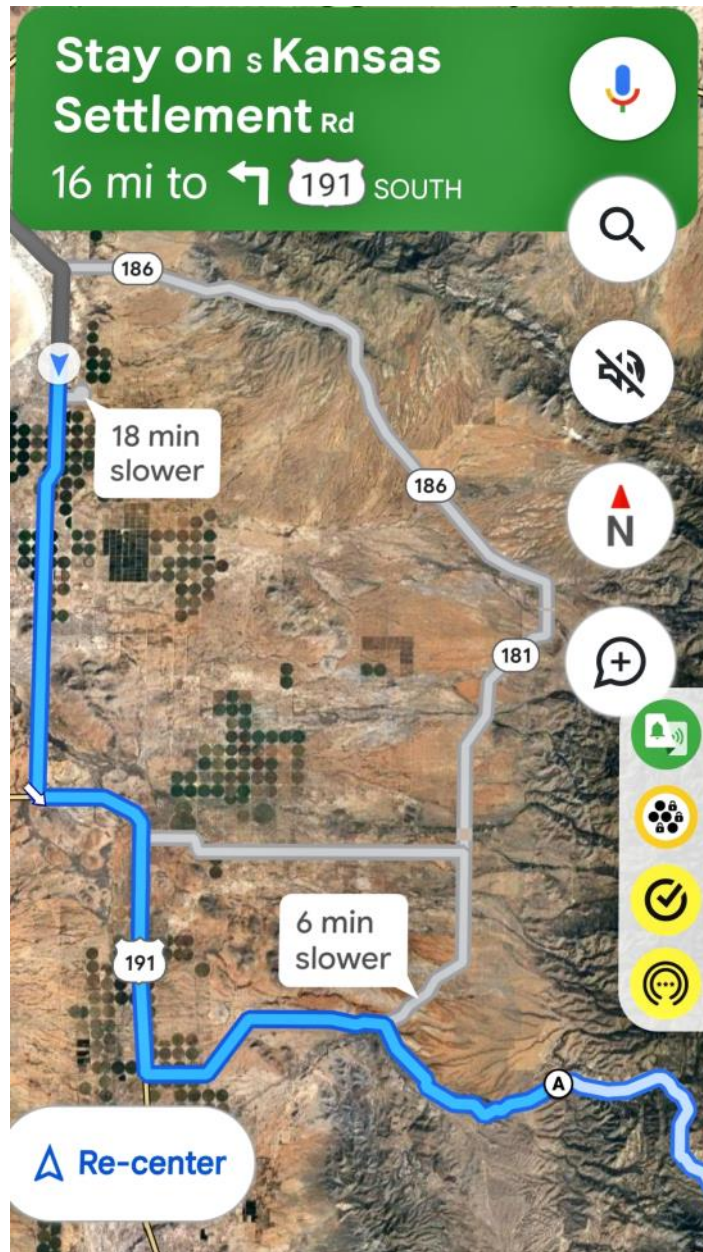 Stay on S Kansas
Settlement Rd
16 mi to 191 SOUTH
186
18 min
slower
186
N
181
6 min
slower
191
A
Re-center